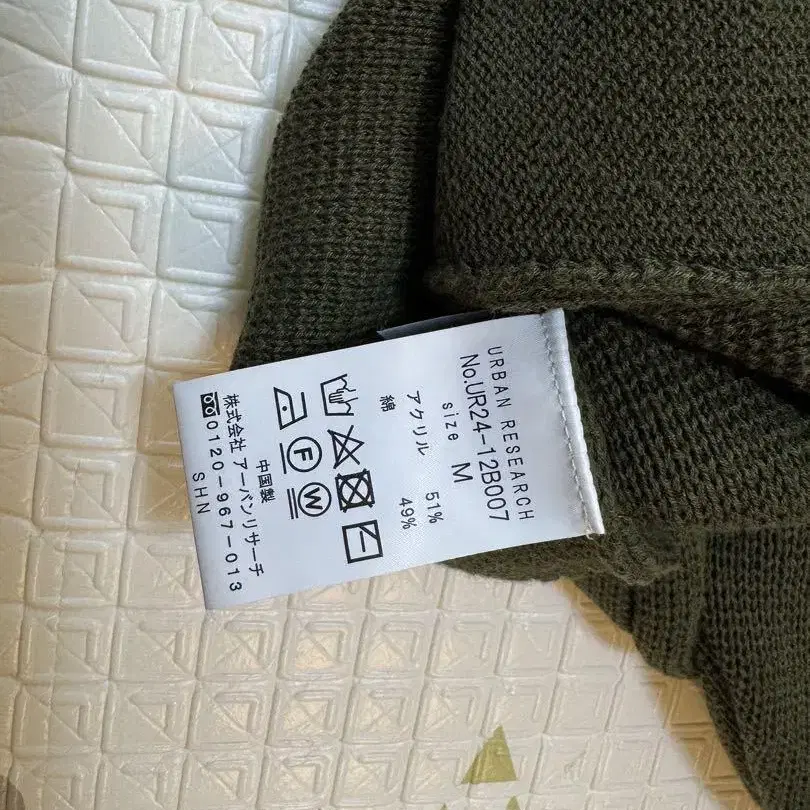 URBAN RESEARCH
No.UR24-12B007
size M
アクリル 51%
綿 49%
F W
中国製
株式会社 アーバンリサーチ
0120-967-013
SHN